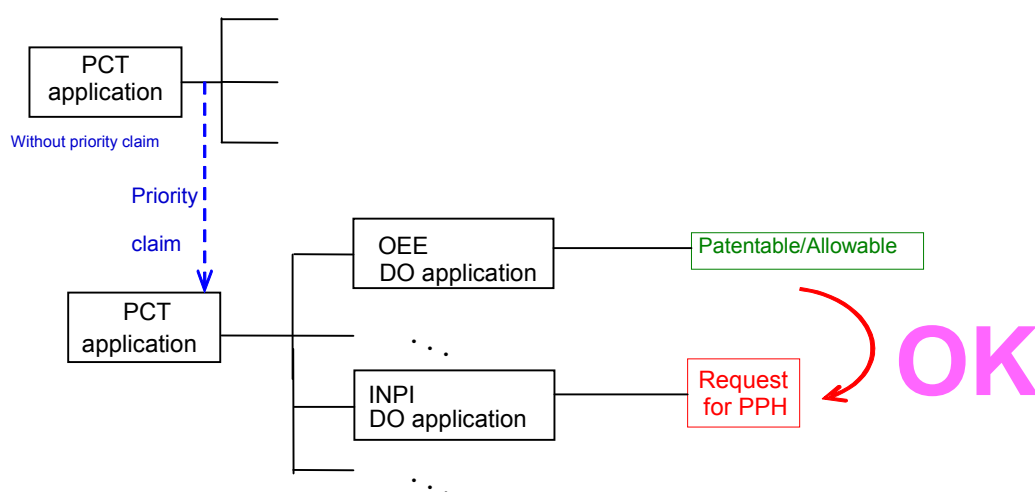 PCT
application
Without priority claim
Priority
claim
OEE
DO application
Patentable/Allowable
PCT
application
. . .
INPI
DO application
Request
for PPH
OK
. . .